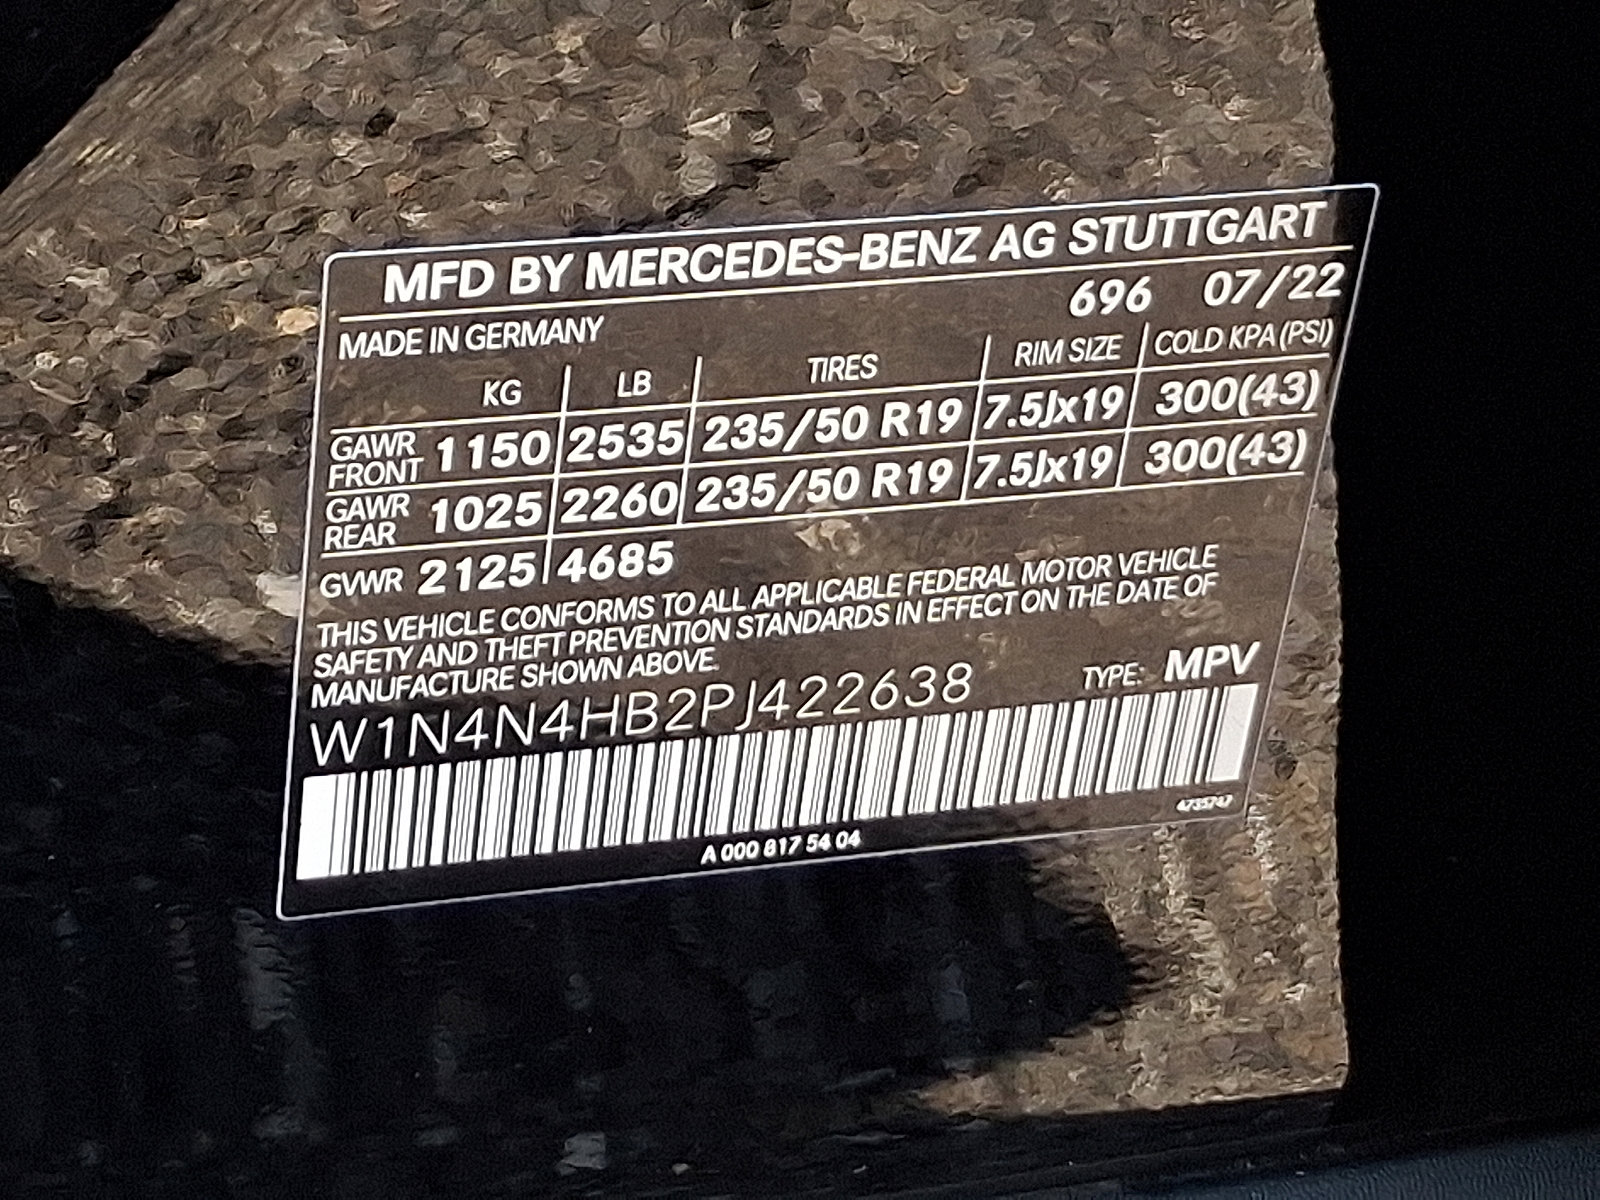 MFD BY MERCEDES-BENZ AG STUTTGART
696 07/22
MADE IN GERMANY
KG LB TIRES RIM SIZE COLD KPA (PSI)
GAWR FRONT 1150 2535 235/50 R19 7.5Jx19 300(43)
GAWR REAR 1025 2260 235/50 R19 7.5Jx19 300(43)
GVWR 2125 4685
THIS VEHICLE CONFORMS TO ALL APPLICABLE FEDERAL MOTOR VEHICLE
SAFETY AND THEFT PREVENTION STANDARDS IN EFFECT ON THE DATE OF
MANUFACTURE SHOWN ABOVE.
W1N4N4HB2PJ422638 TYPE: MPV
4735747
A 000 817 54 04